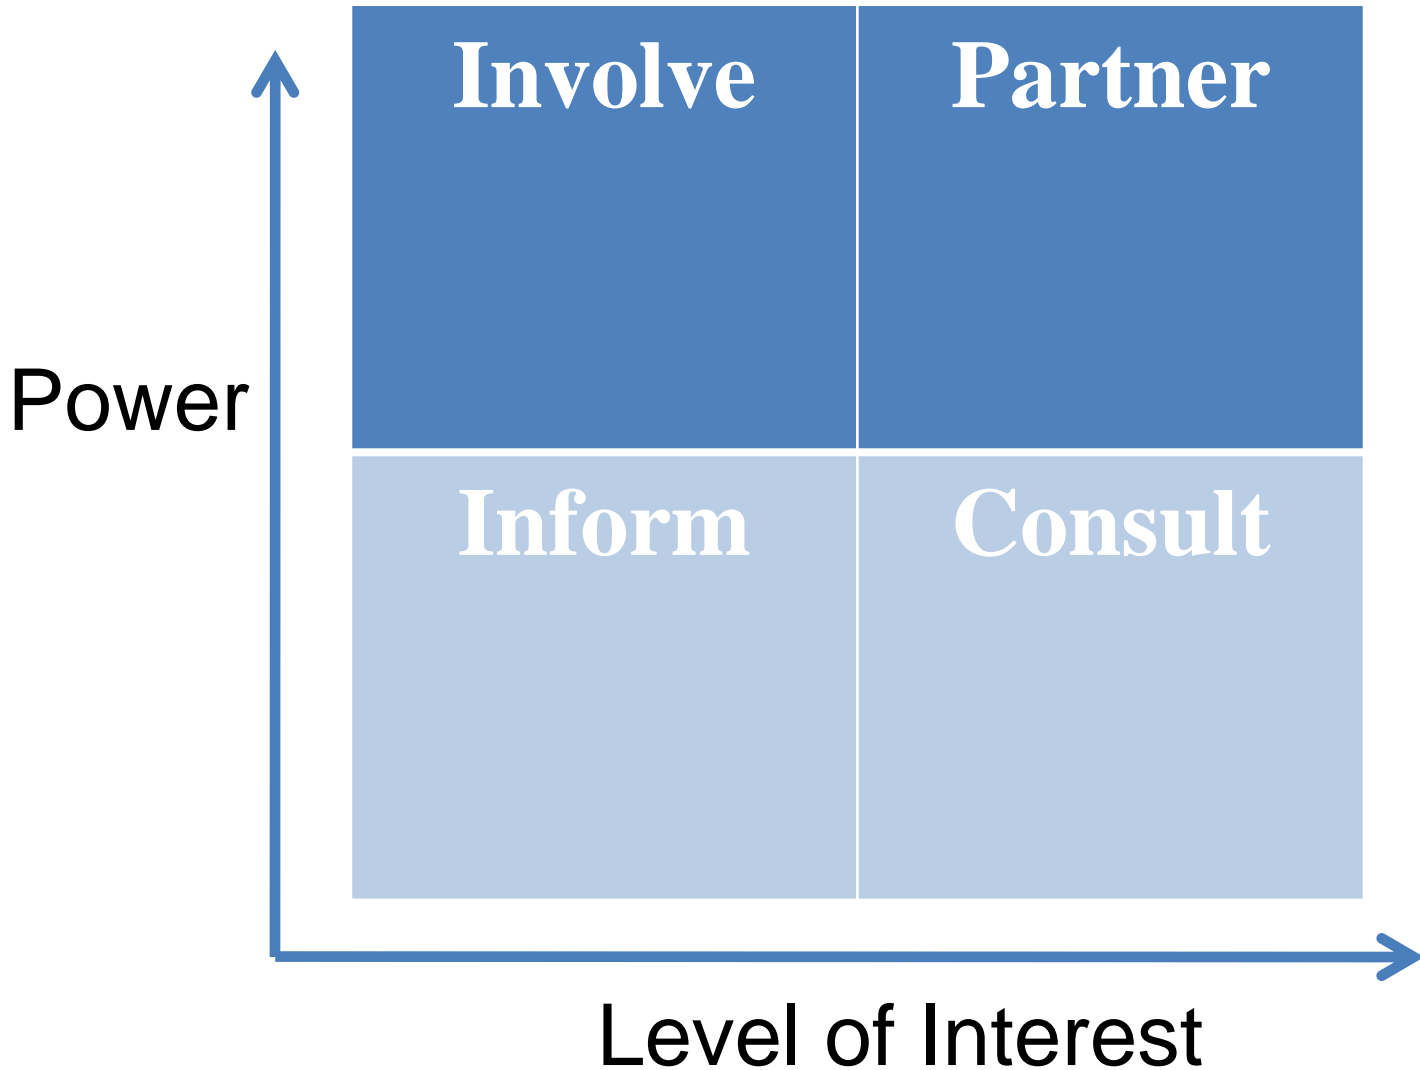 Involve
Partner
Power
Inform
Consult
Level of Interest